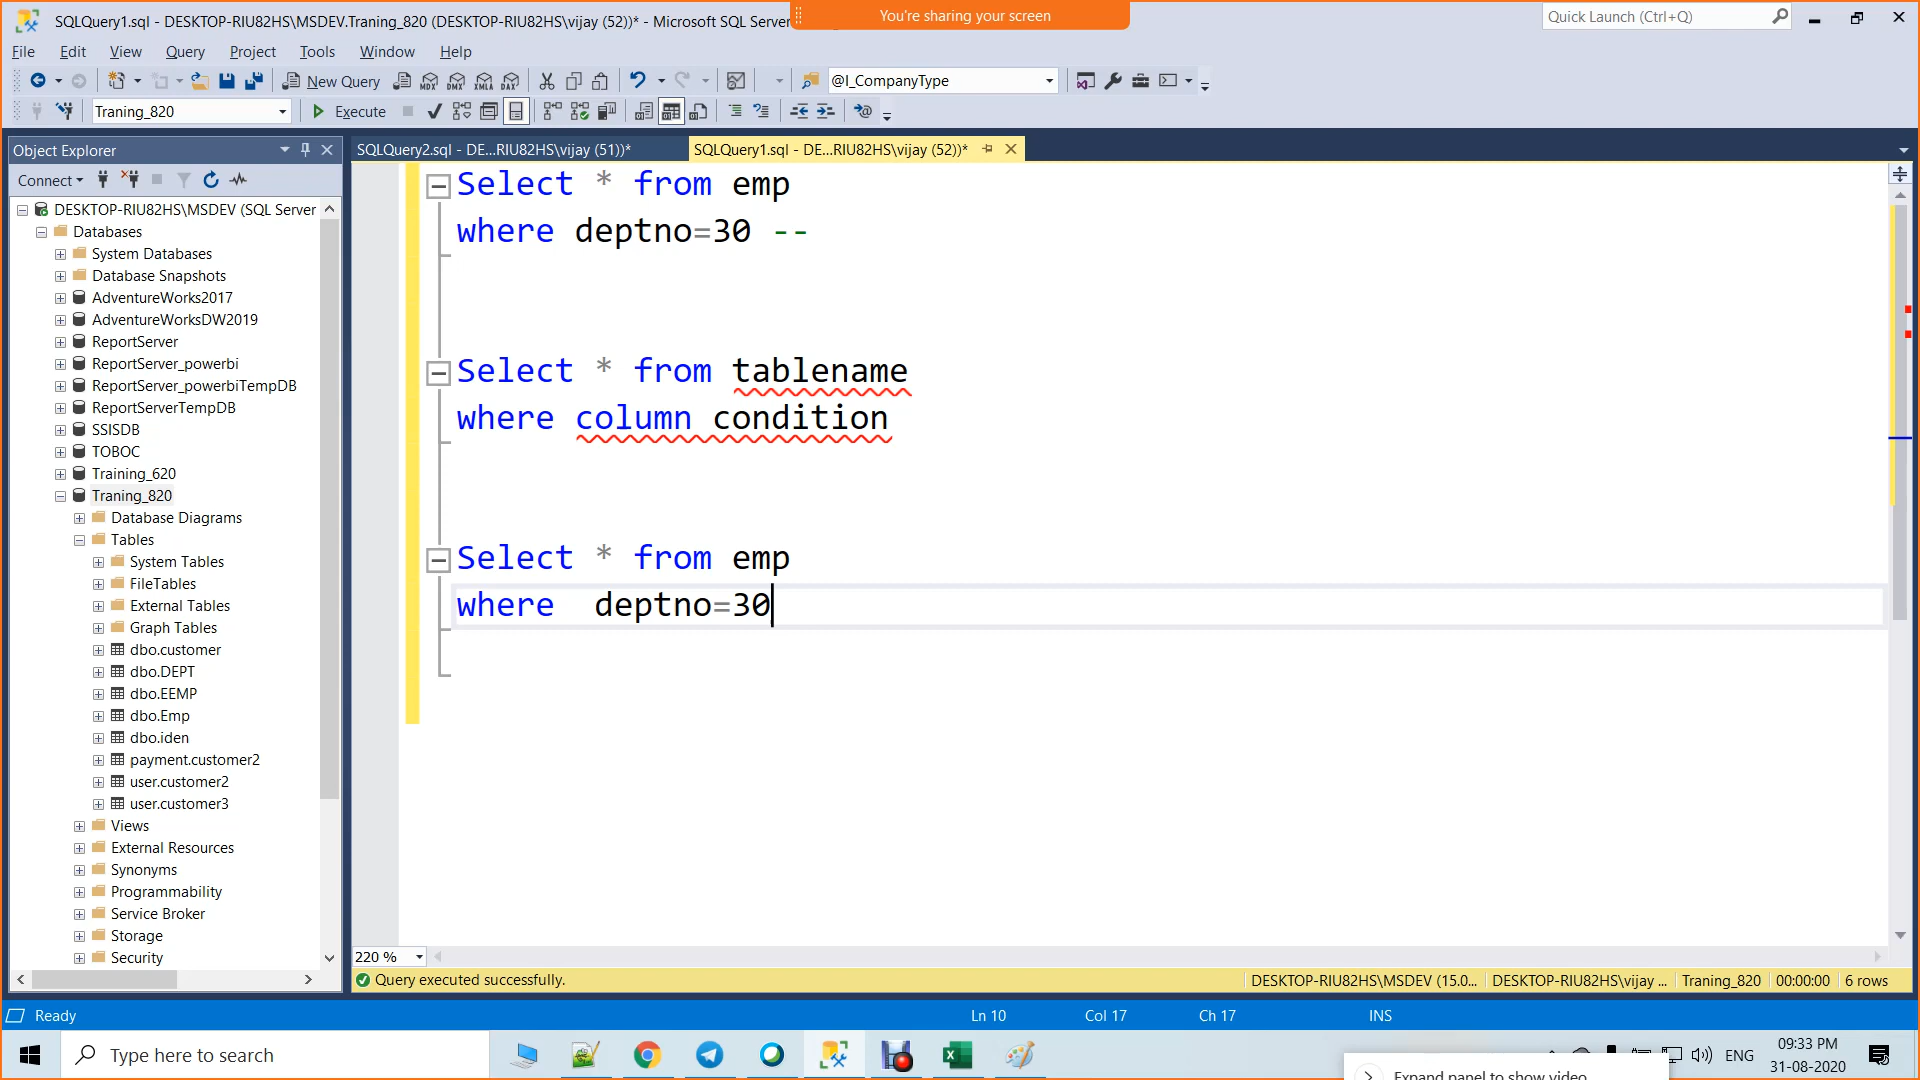 SQLQuery1.sql - DESKTOP-RIU82HS\MSDEV.Traning_820 (DESKTOP-RIU82HS\vijay (52))* - Microsoft SQL Server
You're sharing your screen
Quick Launch (Ctrl+Q)
File Edit View Query Project Tools Window Help
New Query
MDX DMX XMLA DAX
@I_CompanyType
Traning_820
Execute
Object Explorer
SQLQuery2.sql - DE...RIU82HS\vijay (51))*
SQLQuery1.sql - DE...RIU82HS\vijay (52))*
Connect
DESKTOP-RIU82HS\MSDEV (SQL Server
Databases
System Databases
Database Snapshots
AdventureWorks2017
AdventureWorksDW2019
ReportServer
ReportServer_powerbi
ReportServer_powerbiTempDB
ReportServerTempDB
SSISDB
TOBOC
Training_620
Traning_820
Database Diagrams
Tables
System Tables
FileTables
External Tables
Graph Tables
dbo.customer
dbo.DEPT
dbo.EEMP
dbo.Emp
dbo.iden
payment.customer2
user.customer2
user.customer3
Views
External Resources
Synonyms
Programmability
Service Broker
Storage
Security
Select * from emp
where deptno=30 --
Select * from tablename
where column condition
Select * from emp
where  deptno=30
220 %
Query executed successfully.
DESKTOP-RIU82HS\MSDEV (15.0...
DESKTOP-RIU82HS\vijay ...
Traning_820
00:00:00
6 rows
Ready
Ln 10
Col 17
Ch 17
INS
Type here to search
ENG
09:33 PM
31-08-2020
Expand panel to show video